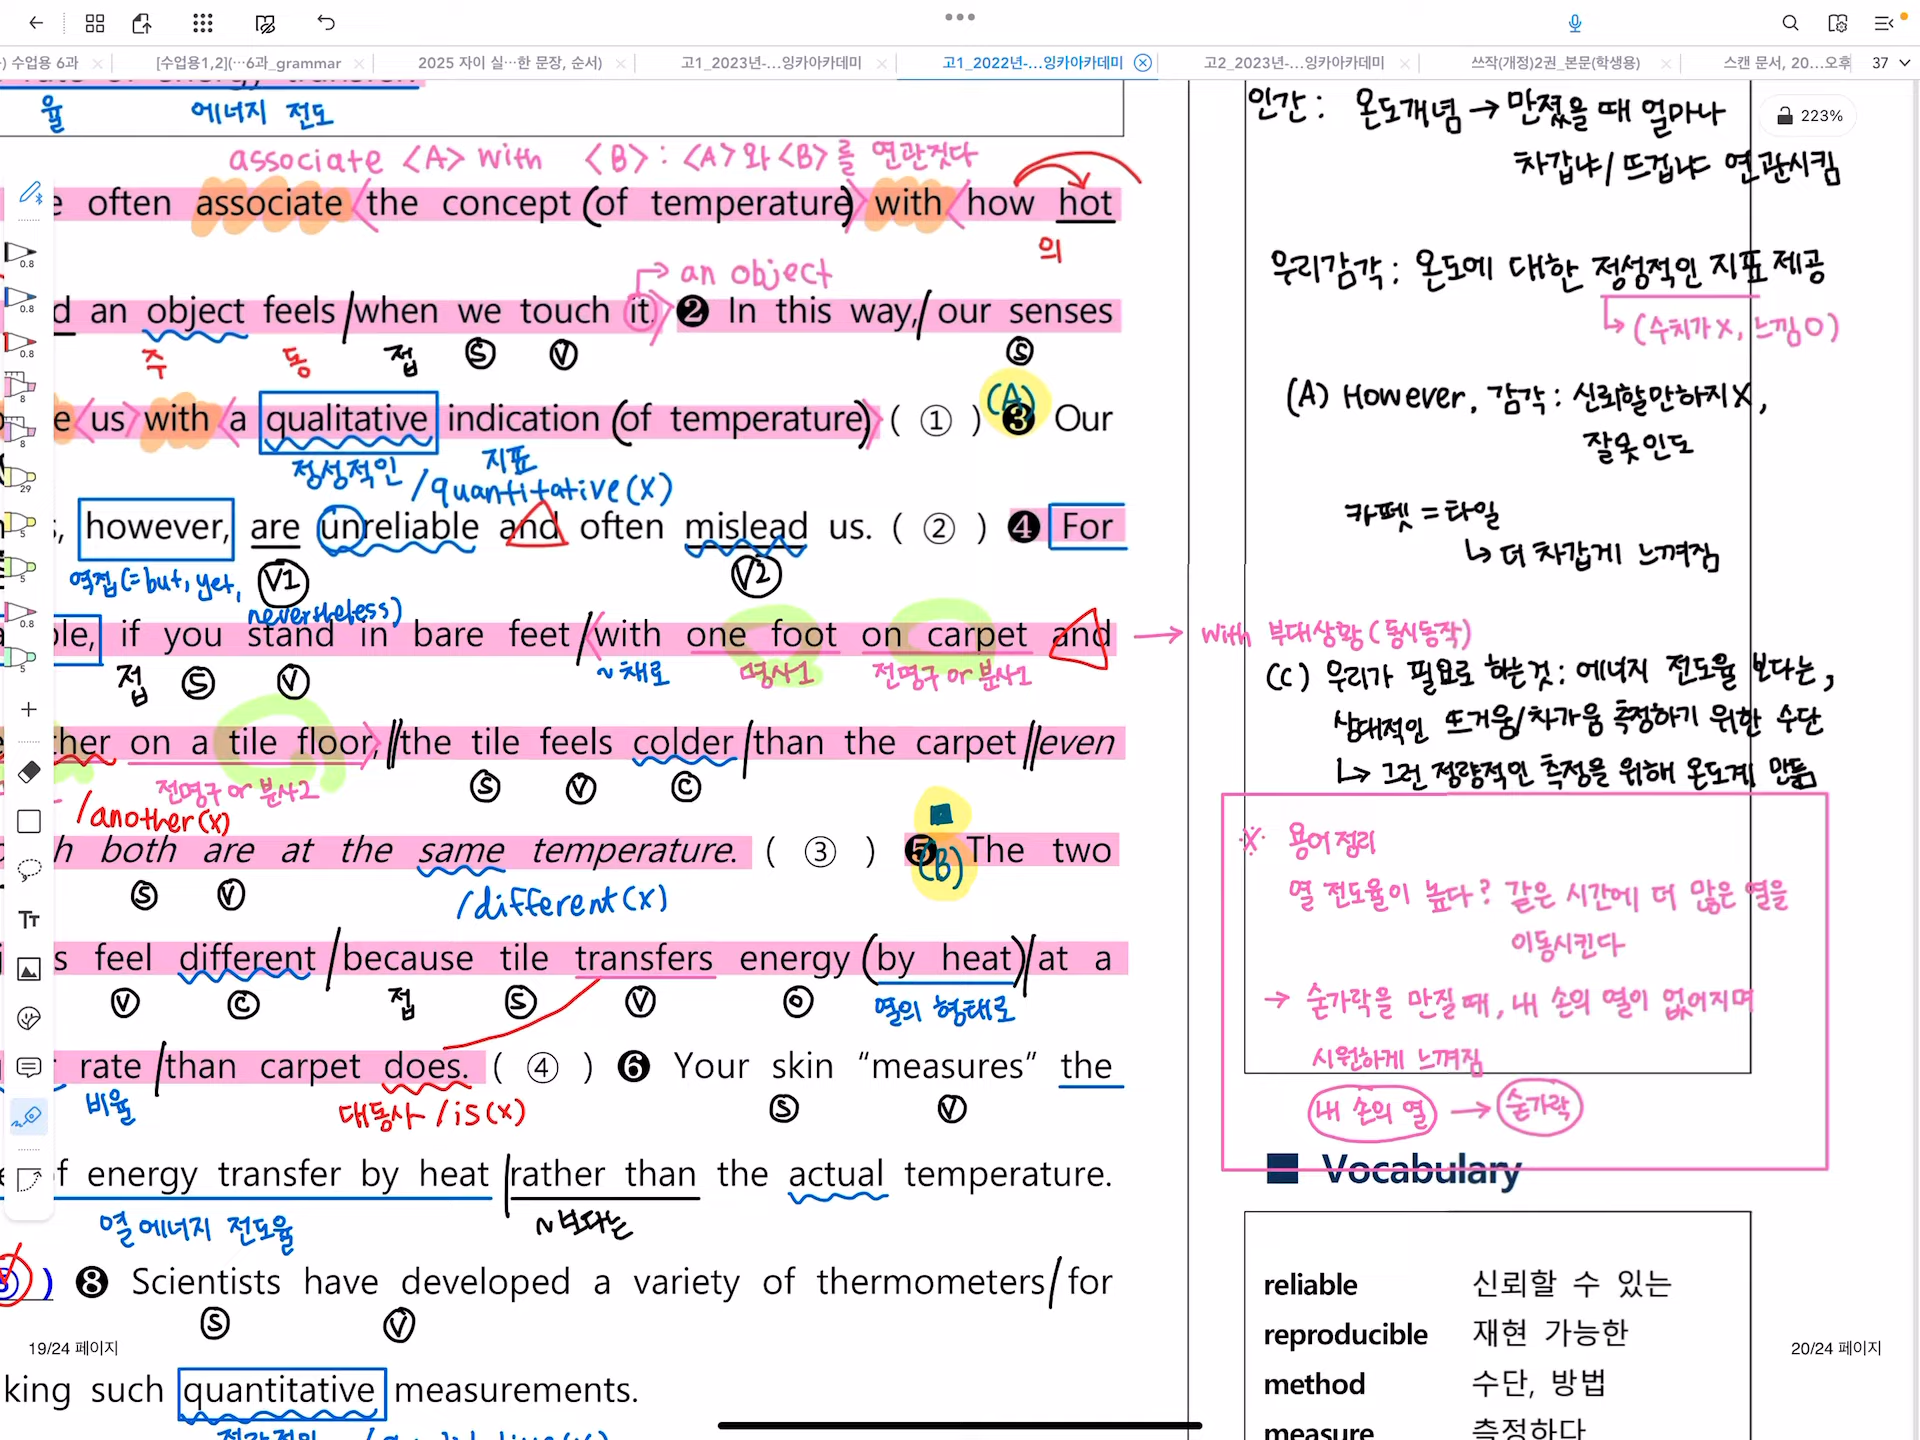 ) 수업용 6과
[수업용1,2](…6과_grammar
2025 자이 실…한 문장, 순서)
고1_2023년-…잉카아카데미
고1_2022년-…잉카아카데미
고2_2023년-…잉카아카데미
쓰작(개정)2권_본문(학생용)
스캔 문서, 20…오후
37
223%
율 에너지 전도
associate <A> with <B> : <A>와 <B>를 연관짓다
e often associate the concept (of temperature) with how hot
의
an object
d an object feels / when we touch it. ❷ In this way, / our senses
주 동 접 Ⓢ Ⓥ Ⓢ
(A)
e us with a qualitative indication (of temperature). ( ① ) ❸ Our
정성적인 지표 /quantitative(X)
s, however, are unreliable and often mislead us. ( ② ) ❹ For
역접(=but, yet, nevertheless) V1 V2
ple, if you stand in bare feet / with one foot on carpet and
접 Ⓢ Ⓥ ~채로 명사1 전명구 or 분사1
ther on a tile floor, // the tile feels colder / than the carpet // even
/another(x) 전명구 or 분사2 Ⓢ Ⓥ Ⓒ
h both are at the same temperature. ( ③ ) ❺ The two
(B)
Ⓢ Ⓥ /different(X)
s feel different / because tile transfers energy (by heat) / at a
Ⓥ Ⓒ 접 Ⓢ Ⓥ Ⓞ 열의 형태로
r rate / than carpet does. ( ④ ) ❻ Your skin “measures” the
비율 대동사 /is(x) Ⓢ Ⓥ
of energy transfer by heat / rather than the actual temperature.
열에너지 전도율 ~보다는
) ❽ Scientists have developed a variety of thermometers / for
Ⓢ Ⓥ
19/24 페이지
king such quantitative measurements.
인간 : 온도개념 → 만졌을 때 얼마나
차갑냐/뜨겁냐 연관시킴
우리감각 : 온도에 대한 정성적인 지표 제공
(수치가 X, 느낌 O)
(A) However, 감각 : 신뢰할만하지X,
잘못 인도
카펫 = 타일
↳ 더 차갑게 느껴짐
→ with 부대상황 (동시동작)
(C) 우리가 필요로 하는것 : 에너지 전도율 보다는,
상대적인 뜨거움/차가움 측정하기 위한 수단
↳ 그런 정량적인 측정을 위해 온도계 만듦
※ 용어정리
열 전도율이 높다? 같은 시간에 더 많은 열을
이동시킨다
→ 숟가락을 만질때, 내 손의 열이 없어지며
시원하게 느껴짐
내 손의 열 → 숟가락
■ Vocabulary
reliable 신뢰할 수 있는
reproducible 재현 가능한
20/24 페이지
method 수단, 방법
measure 측정하다
0.8
0.8
0.8
8
8
29
5
5
0.8
5
TT